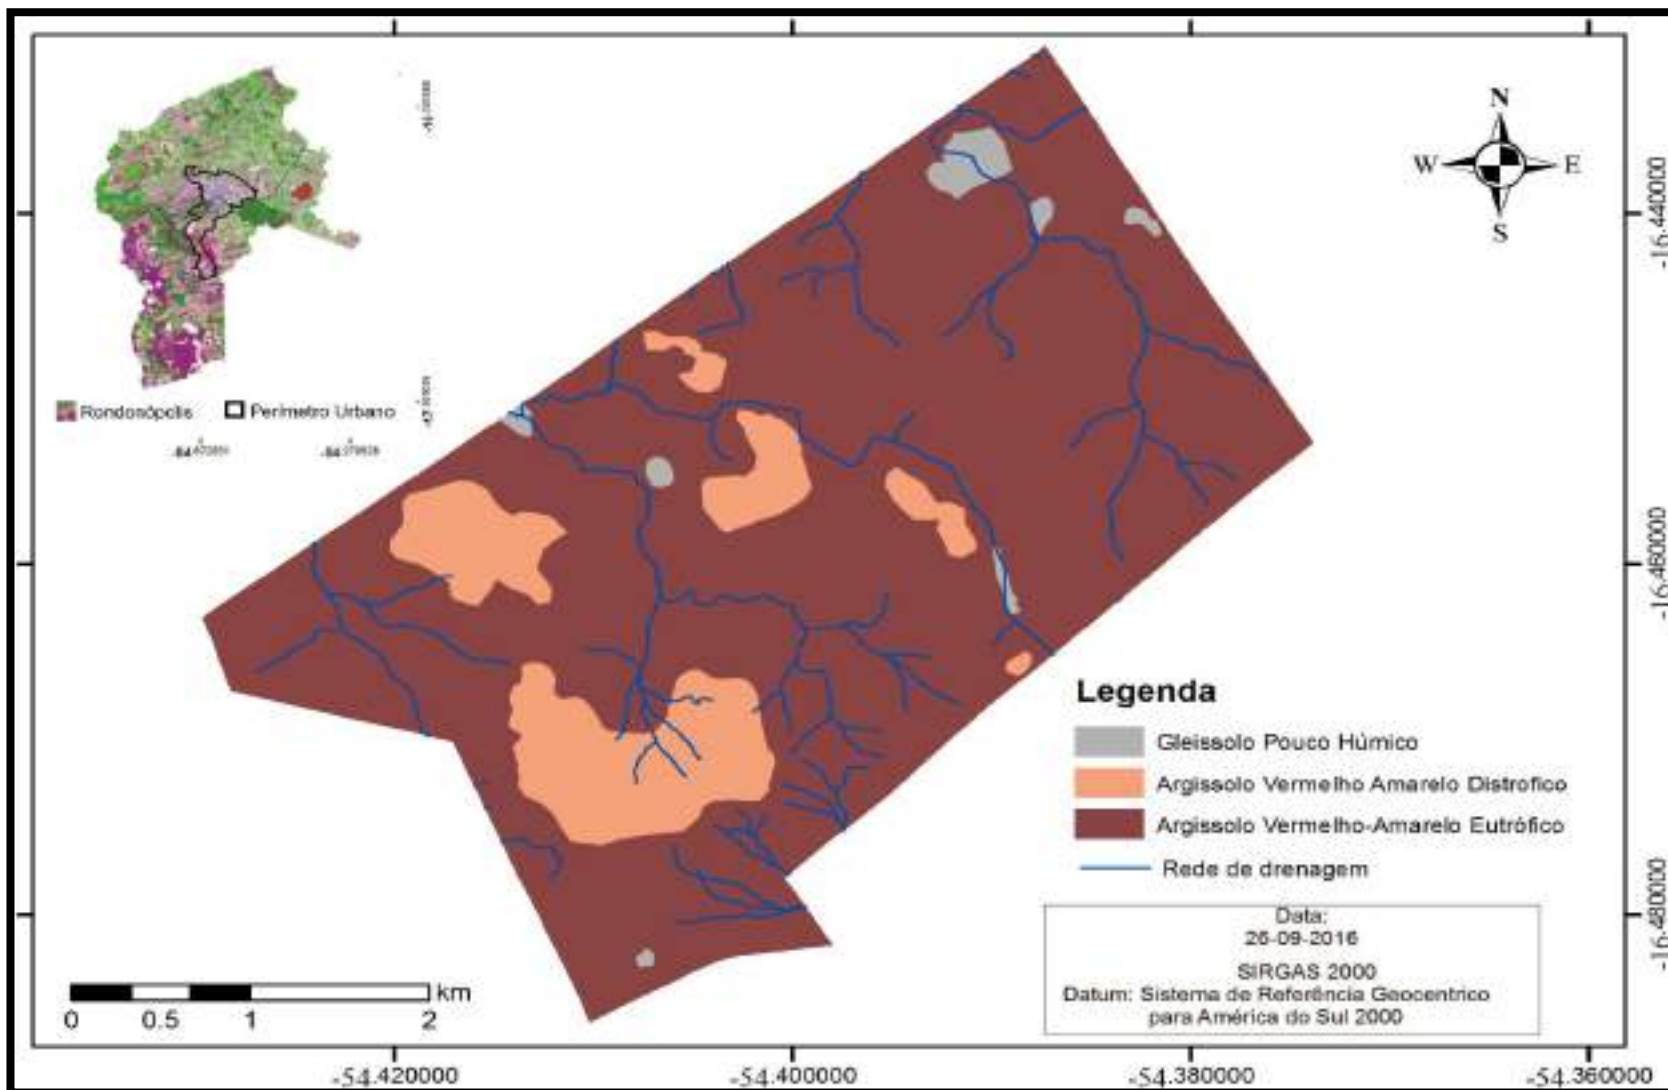 N
W E
S
Rondonópolis Perímetro Urbano
-16.440000
-16.460000
-16.480000
Legenda
Gleissolo Pouco Húmico
Argissolo Vermelho Amarelo Distrofico
Argissolo Vermelho-Amarelo Eutrófico
Rede de drenagem
Data:
26-09-2016
SIRGAS 2000
Datum: Sistema de Referência Geocentrico
para América do Sul 2000
km
0 0.5 1 2
-54.420000 -54.400000 -54.380000 -54.360000